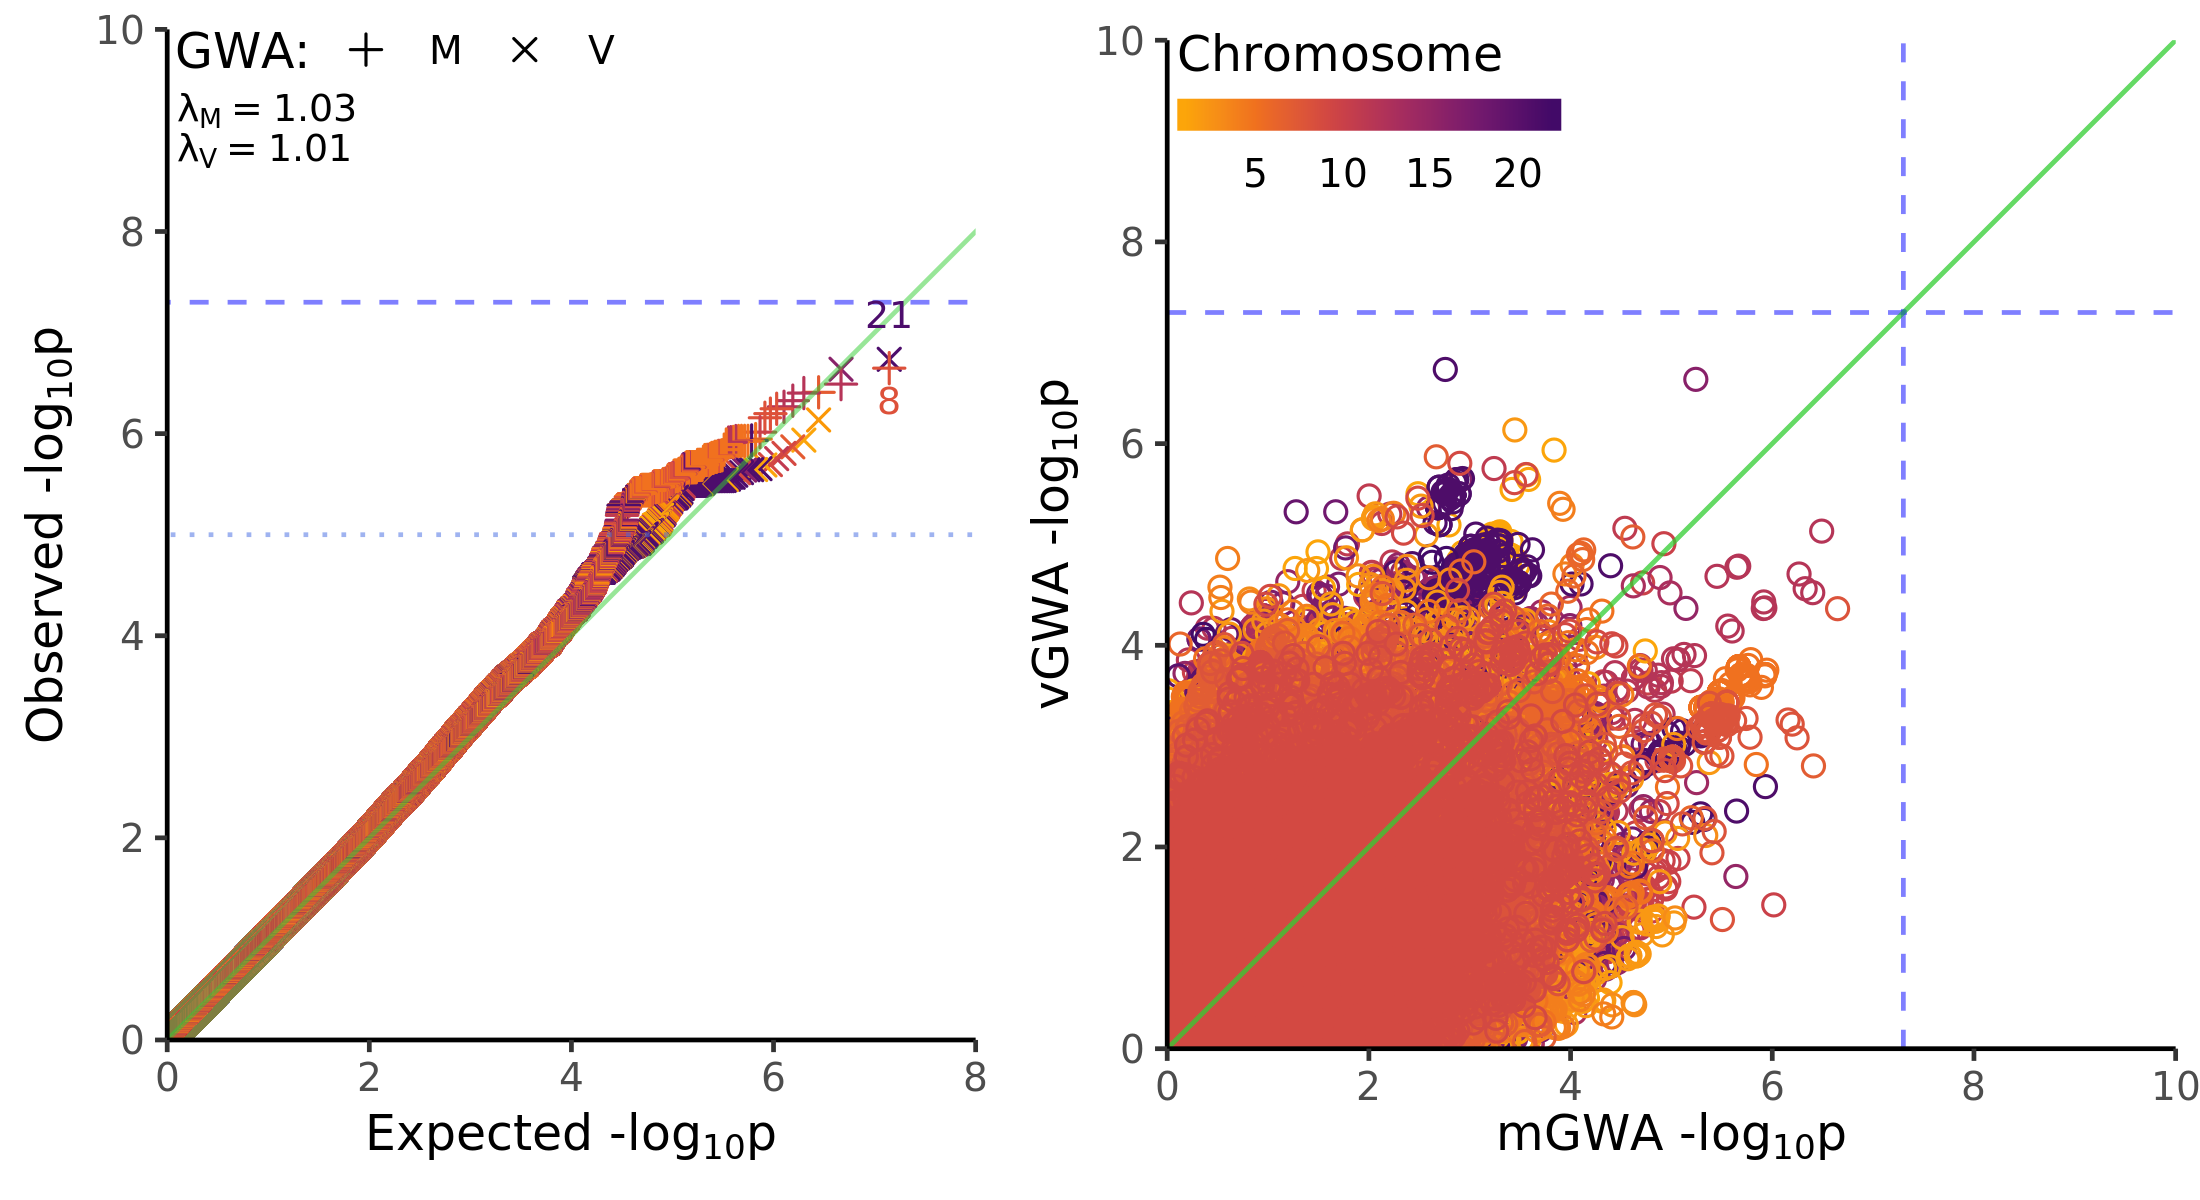 10
GWA: + M × V
λM = 1.03
λV = 1.01
8
21
8
6
4
2
0
0 2 4 6 8
Observed -log10p
Expected -log10p
10
Chromosome
5 10 15 20
8
6
4
2
0
0 2 4 6 8 10
vGWA -log10p
mGWA -log10p